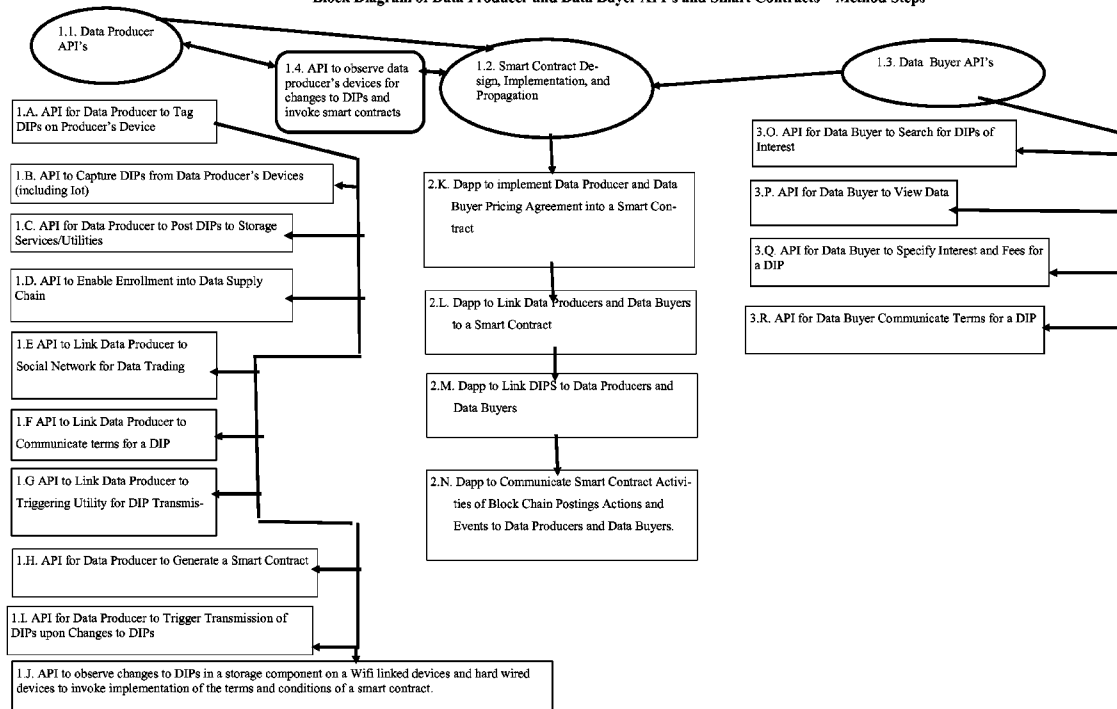 Block Diagram of Data Producer and Data Buyer API's and Smart Contracts - Method Steps
1.1. Data Producer
API's
1.4. API to observe data
producer's devices for
changes to DIPs and
invoke smart contracts
1.2. Smart Contract De-
sign, Implementation, and
Propagation
1.3. Data Buyer API's
1.A. API for Data Producer to Tag
DIPs on Producer's Device
1.B. API to Capture DIPs from Data Producer's Devices
(including Iot)
1.C. API for Data Producer to Post DIPs to Storage
Services/Utilities
1.D. API to Enable Enrollment into Data Supply
Chain
1.E API to Link Data Producer to
Social Network for Data Trading
1.F API to Link Data Producer to
Communicate terms for a DIP
1.G API to Link Data Producer to
Triggering Utility for DIP Transmis-
1.H. API for Data Producer to Generate a Smart Contract
1.I. API for Data Producer to Trigger Transmission of
DIPs upon Changes to DIPs
1.J. API to observe changes to DIPs in a storage component on a Wifi linked devices and hard wired
devices to invoke implementation of the terms and conditions of a smart contract.
2.K. Dapp to implement Data Producer and Data
Buyer Pricing Agreement into a Smart Con-
tract
2.L. Dapp to Link Data Producers and Data Buyers
to a Smart Contract
2.M. Dapp to Link DIPS to Data Producers and
Data Buyers
2.N. Dapp to Communicate Smart Contract Activi-
ties of Block Chain Postings Actions and
Events to Data Producers and Data Buyers.
3.O. API for Data Buyer to Search for DIPs of
Interest
3.P. API for Data Buyer to View Data
3.Q. API for Data Buyer to Specify Interest and Fees for
a DIP
3.R. API for Data Buyer Communicate Terms for a DIP